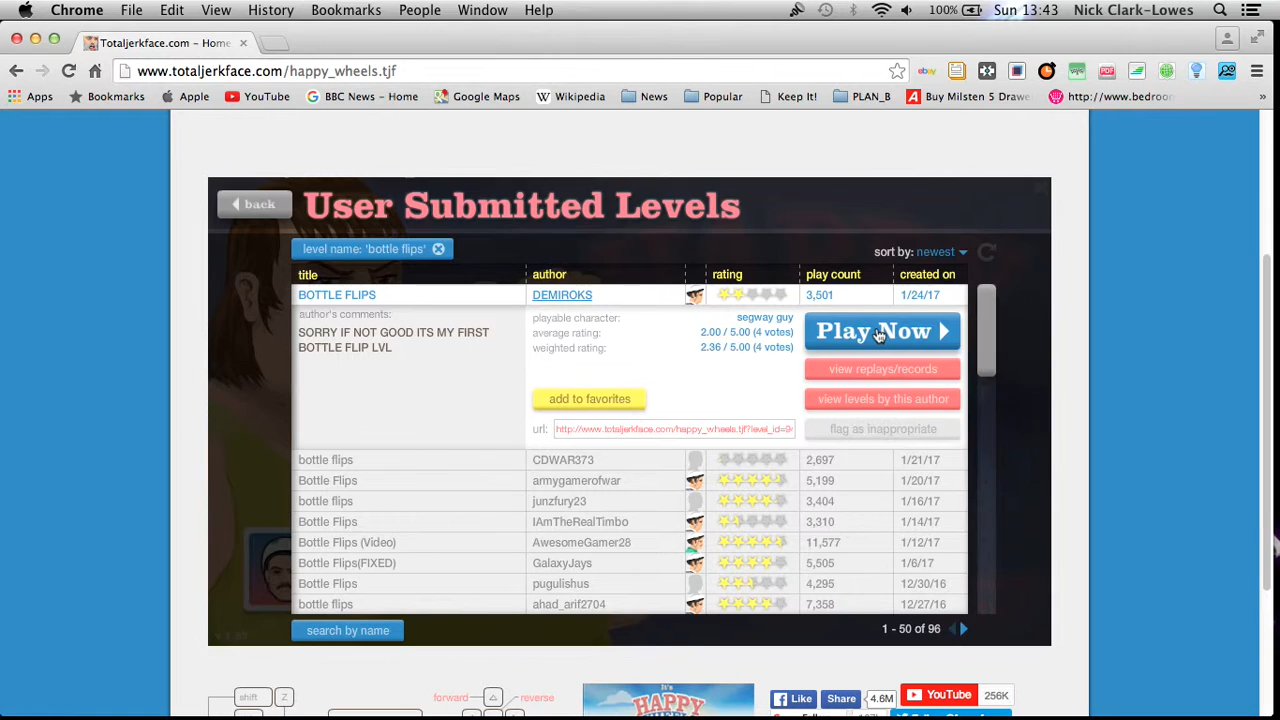 Chrome File Edit View History Bookmarks People Window Help 100% Sun 13:43 Nick Clark-Lowes
Totaljerkface.com – Home
www.totaljerkface.com/happy_wheels.tjf
Apps Bookmarks Apple YouTube BBC News – Home Google Maps Wikipedia News Popular Keep It! PLAN_B Buy Milsten 5 Drawe http://www.bedroo
back User Submitted Levels
level name: 'bottle flips' sort by: newest
title author rating play count created on
BOTTLE FLIPS DEMIROKS 3,501 1/24/17
author's comments: playable character: segway guy Play Now
SORRY IF NOT GOOD ITS MY FIRST average rating: 2.00 / 5.00 (4 votes)
BOTTLE FLIP LVL weighted rating: 2.36 / 5.00 (4 votes)
view replays/records
add to favorites view levels by this author
url: http://www.totaljerkface.com/happy_wheels.tjf?level_id=9 flag as inappropriate
bottle flips CDWAR373 2,697 1/21/17
Bottle Flips armygamerofwar 5,199 1/20/17
bottle flips junzfury23 3,404 1/16/17
Bottle Flips IAmTheRealTimbo 3,310 1/14/17
Bottle Flips (Video) AwesomeGamer28 11,577 1/12/17
Bottle Flips(FIXED) GalaxyJays 5,505 1/6/17
Bottle Flips pugulishus 4,295 12/30/16
bottle flips ahad_arif2704 7,358 12/27/16
search by name 1 - 50 of 96
shift Z forward reverse IT'S HAPPY Like Share 4.6M YouTube 256K